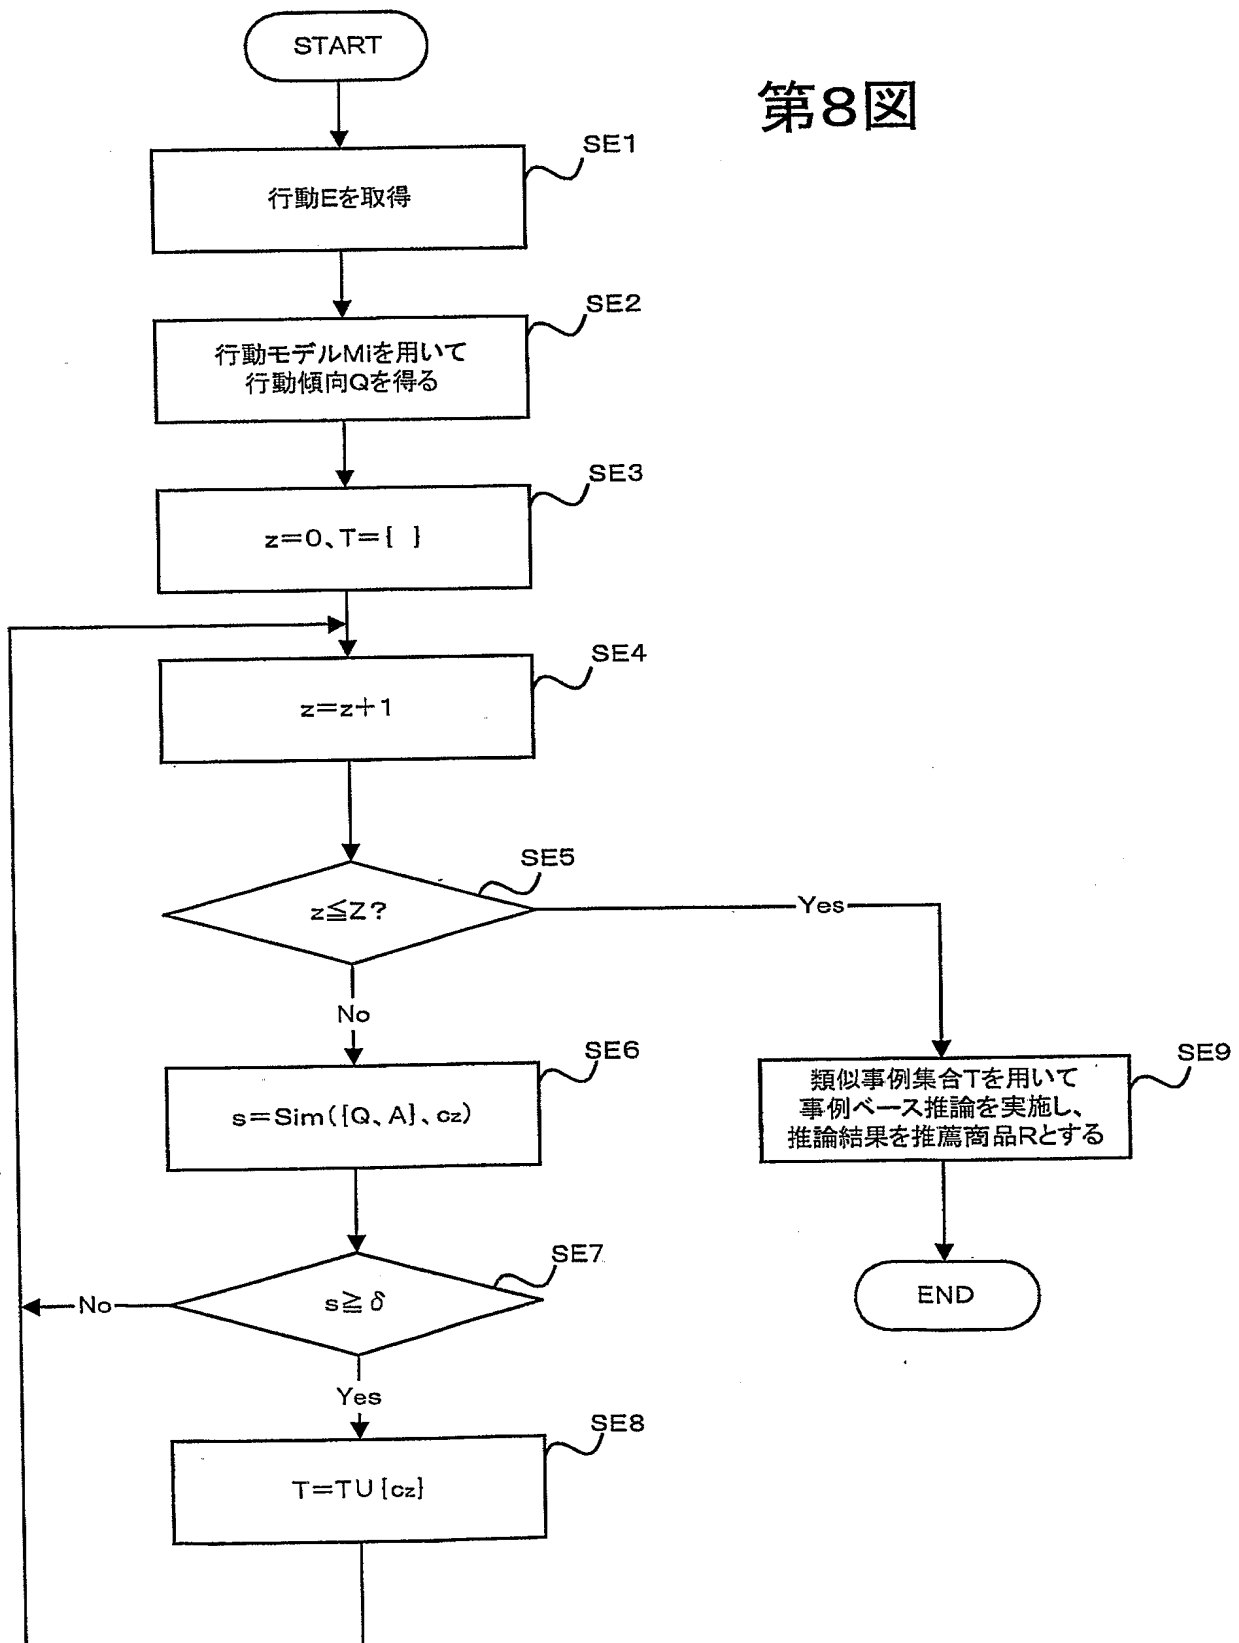 START
第8図
SE1
行動Eを取得
SE2
行動モデルMiを用いて
行動傾向Qを得る
SE3
z=0、T={ }
SE4
z=z+1
SE5
z≦Z?
Yes
No
SE6
s=Sim({Q、A}、cz)
SE9
類似事例集合Tを用いて
事例ベース推論を実施し、
推論結果を推薦商品Rとする
SE7
s≧δ
No
END
Yes
SE8
T=TU{cz}